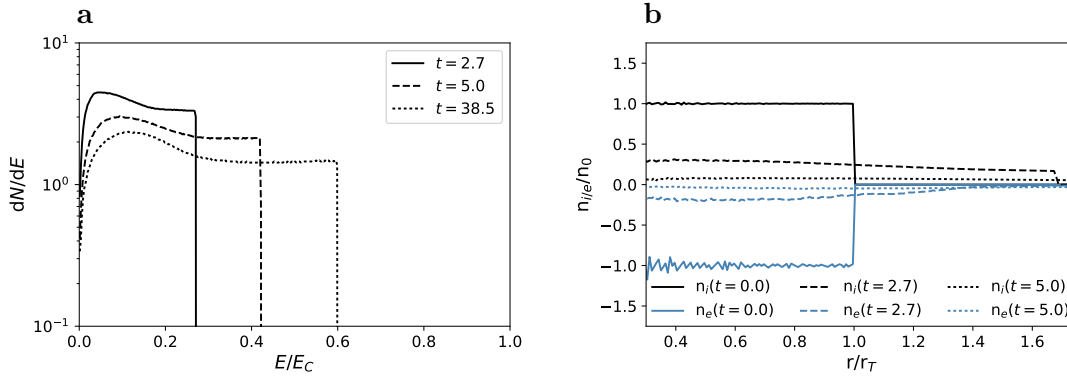 a
10^1
10^0
10^{-1}
dN/dE
0.0 0.2 0.4 0.6 0.8 1.0
E/E_C
t = 2.7
t = 5.0
t = 38.5
b
1.5
1.0
0.5
0.0
−0.5
−1.0
−1.5
n_{i/e}/n_0
0.4 0.6 0.8 1.0 1.2 1.4 1.6
r/r_T
n_i(t = 0.0) n_i(t = 2.7) n_i(t = 5.0)
n_e(t = 0.0) n_e(t = 2.7) n_e(t = 5.0)